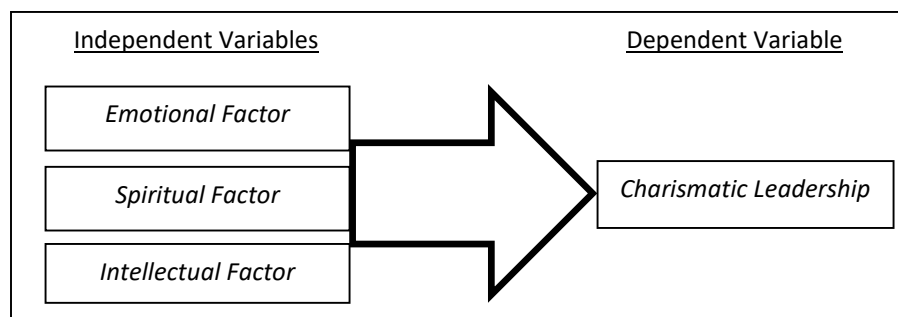 Independent Variables
Dependent Variable
Emotional Factor
Spiritual Factor
Charismatic Leadership
Intellectual Factor